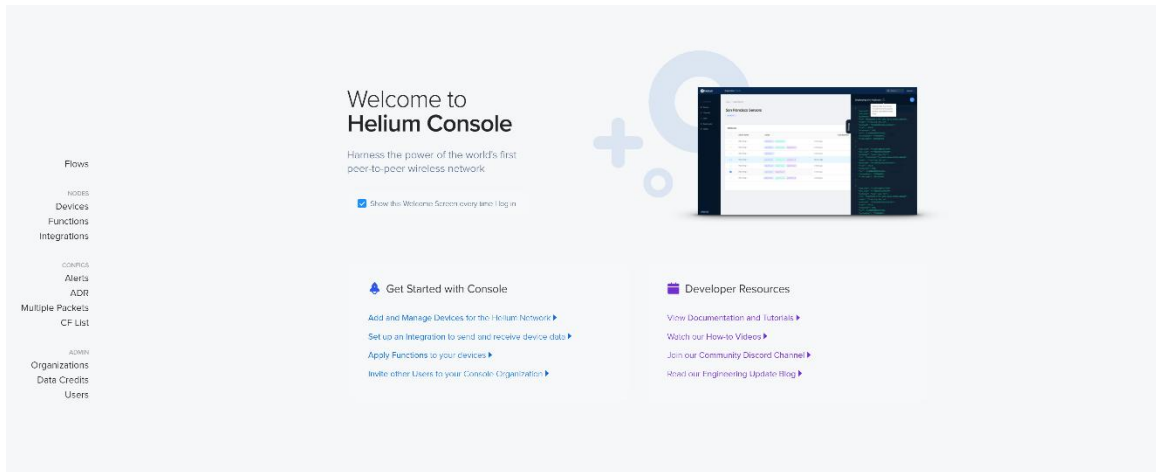 Flows
NODES
Devices
Functions
Integrations
CONFIGS
Alerts
ADR
Multiple Packets
CF List
ADMIN
Organizations
Data Credits
Users
Welcome to
Helium Console
Harness the power of the world's first
peer-to-peer wireless network
Show this Welcome Screen every time I log in
Get Started with Console
Add and Manage Devices for the Helium Network
Set up an Integration to send and receive device data
Apply Functions to your devices
Invite other Users to your Console Organization
Developer Resources
View Documentation and Tutorials
Watch our How-to Videos
Join our Community Discord Channel
Read our Engineering Update Blog